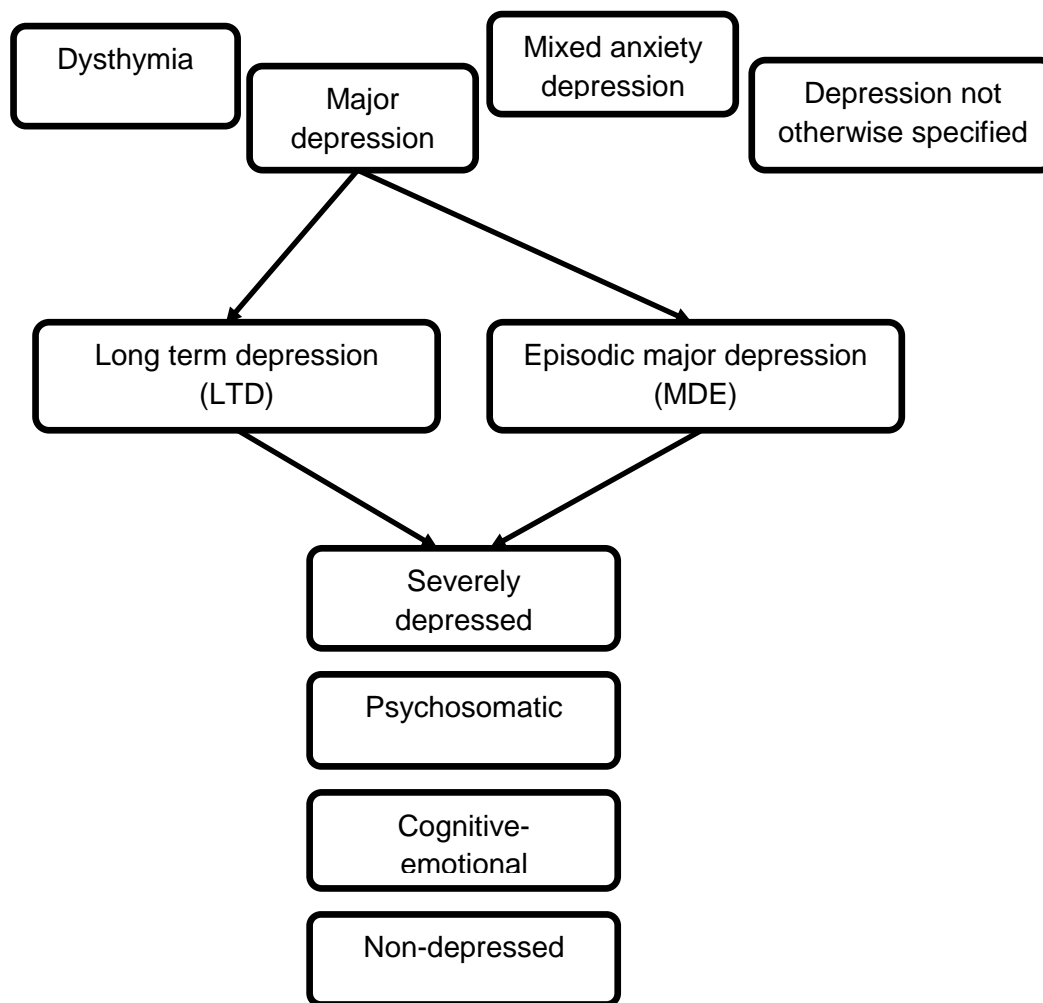 Dysthymia
Major
depression
Mixed anxiety
depression
Depression not
otherwise specified
Long term depression
(LTD)
Episodic major depression
(MDE)
Severely
depressed
Psychosomatic
Cognitive-
emotional
Non-depressed